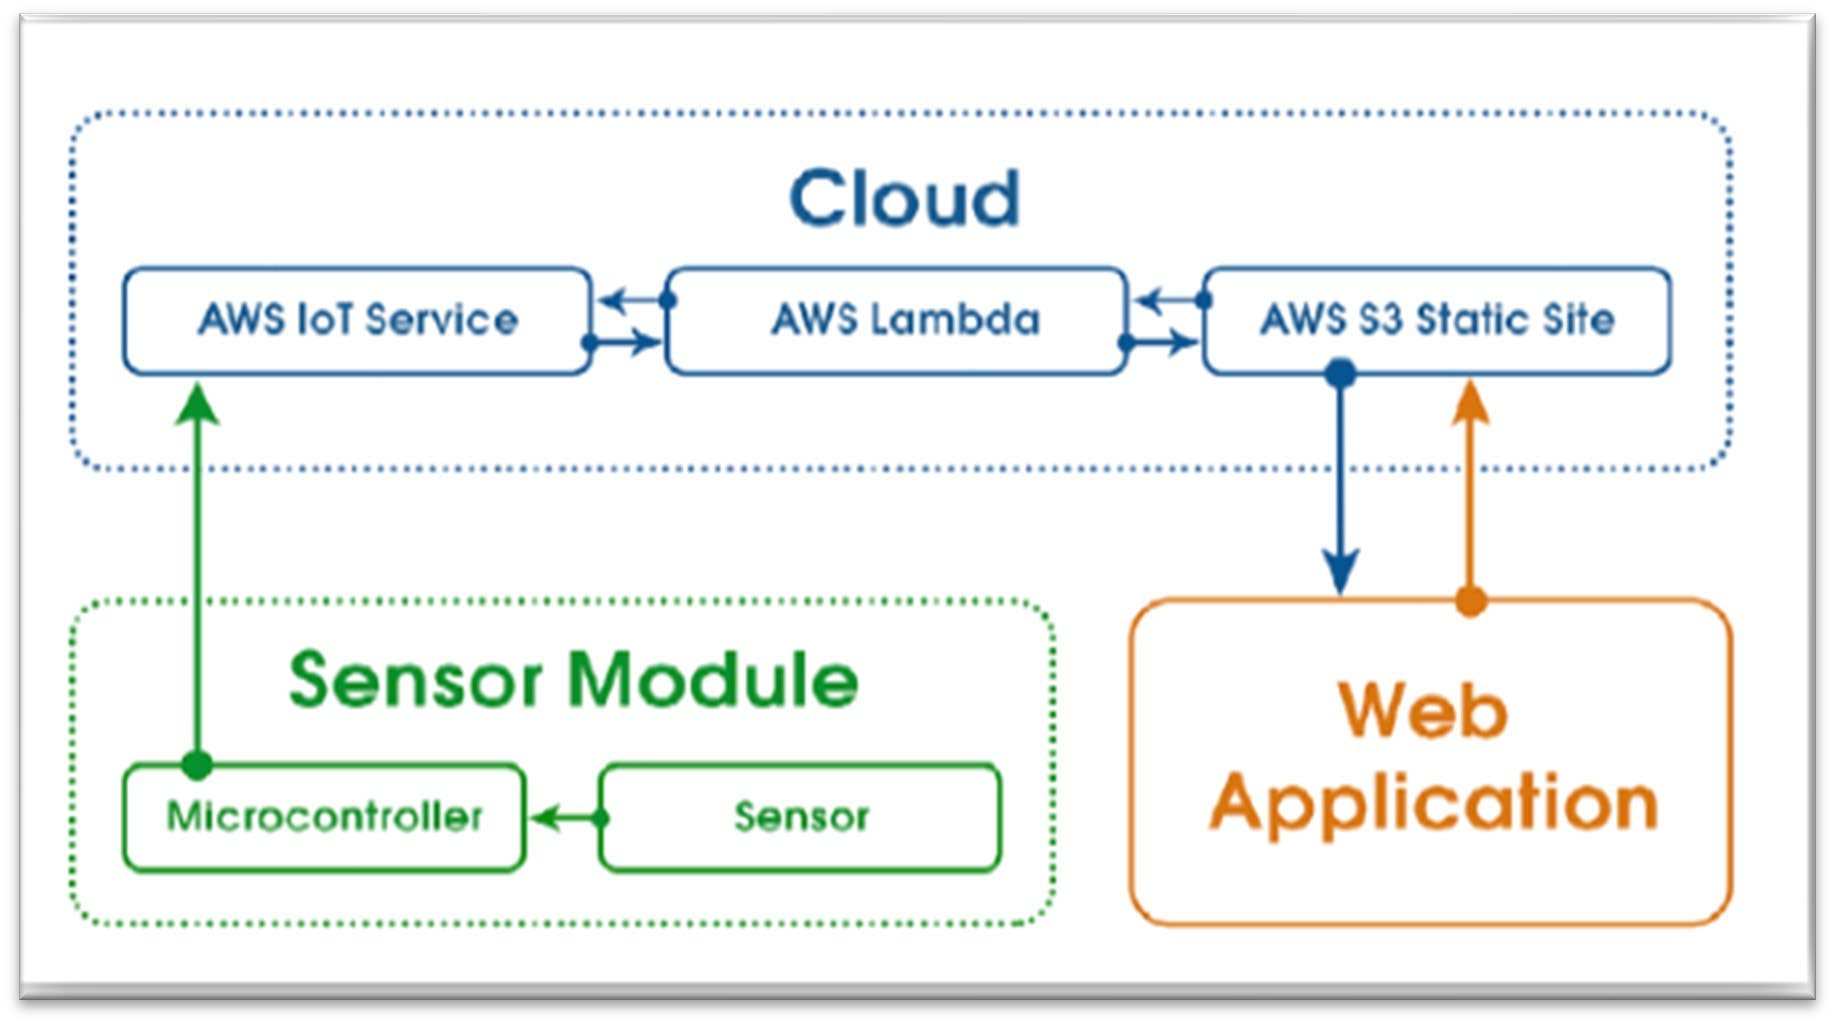 Cloud
AWS IoT Service
AWS Lambda
AWS S3 Static Site
Sensor Module
Microcontroller
Sensor
Web
Application